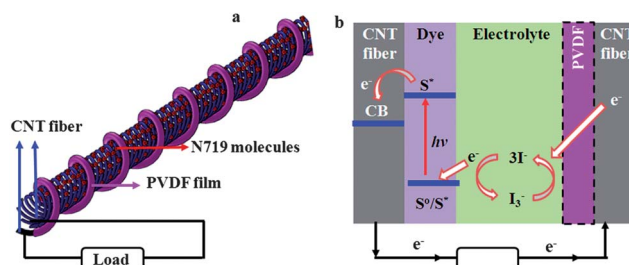 a
CNT fiber
N719 molecules
PVDF film
Load
b
CNT fiber
Dye
Electrolyte
PVDF
CNT fiber
e⁻
CB
S*
hν
e⁻
S⁰/S*
3I⁻
I₃⁻
e⁻
e⁻
e⁻